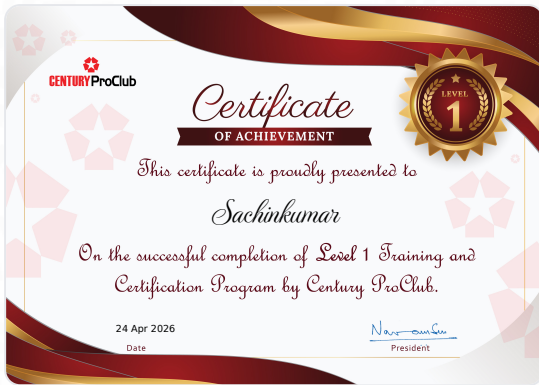 CENTURY ProClub
Certificate
OF ACHIEVEMENT
LEVEL
1
This certificate is proudly presented to
Sachinkumar
On the successful completion of Level 1 Training and
Certification Program by Century ProClub.
24 Apr 2026
Date
President